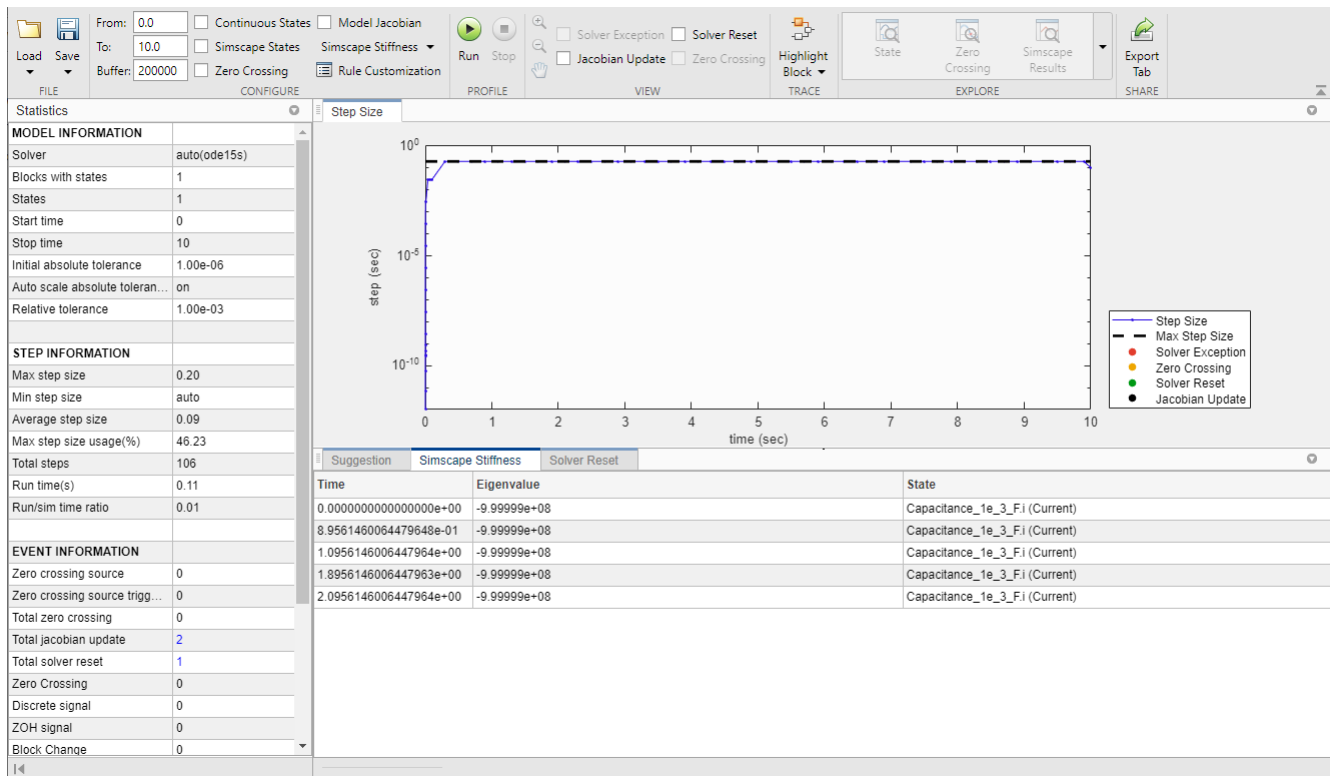 From: 0.0 Continuous States Model Jacobian
To: 10.0 Simscape States Simscape Stiffness
Buffer: 200000 Zero Crossing Rule Customization
Load Save
Run Stop
Solver Exception Solver Reset
Jacobian Update Zero Crossing
Highlight
Block
State
Zero
Crossing
Simscape
Results
Export
Tab
FILE CONFIGURE PROFILE VIEW TRACE EXPLORE SHARE
Statistics
MODEL INFORMATION
Solver auto(ode15s)
Blocks with states 1
States 1
Start time 0
Stop time 10
Initial absolute tolerance 1.00e-06
Auto scale absolute toleran... on
Relative tolerance 1.00e-03
STEP INFORMATION
Max step size 0.20
Min step size auto
Average step size 0.09
Max step size usage(%) 46.23
Total steps 106
Run time(s) 0.11
Run/sim time ratio 0.01
EVENT INFORMATION
Zero crossing source 0
Zero crossing source trigg... 0
Total zero crossing 0
Total jacobian update 2
Total solver reset 1
Zero Crossing 0
Discrete signal 0
ZOH signal 0
Block Change 0
Step Size
10^0
10^-5
10^-10
step (sec)
0 1 2 3 4 5 6 7 8 9 10
time (sec)
Step Size
Max Step Size
Solver Exception
Zero Crossing
Solver Reset
Jacobian Update
Suggestion Simscape Stiffness Solver Reset
Time Eigenvalue State
0.0000000000000000e+00 -9.99999e+08 Capacitance_1e_3_F.i (Current)
8.9561460064479648e-01 -9.99999e+08 Capacitance_1e_3_F.i (Current)
1.0956146006447964e+00 -9.99999e+08 Capacitance_1e_3_F.i (Current)
1.8956146006447963e+00 -9.99999e+08 Capacitance_1e_3_F.i (Current)
2.0956146006447964e+00 -9.99999e+08 Capacitance_1e_3_F.i (Current)